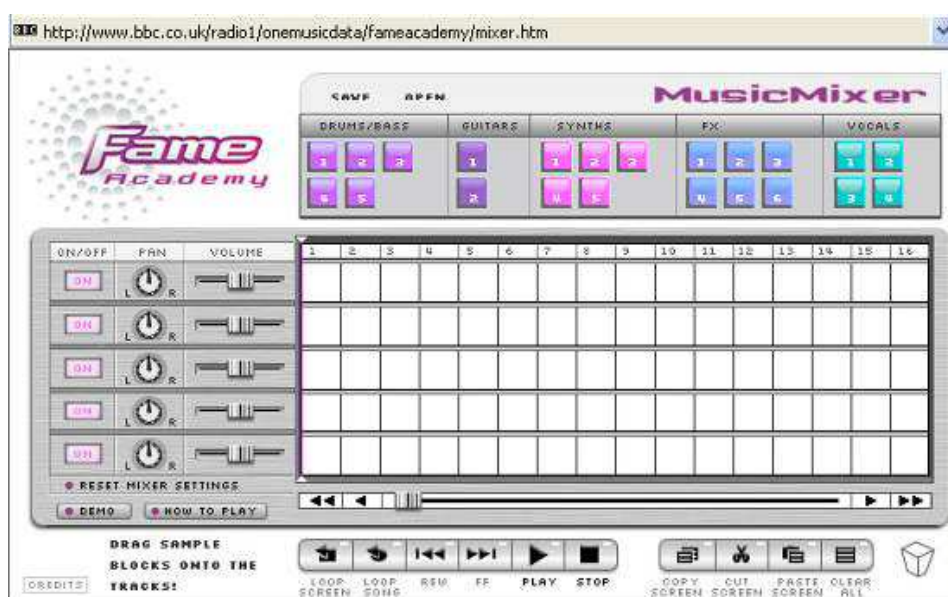 BBC http://www.bbc.co.uk/radio1/onemusicdata/fameacademy/mixer.htm
SAVE OPEN MusicMixer
Fame
Academy
DRUMS/BASS GUITARS SYNTHS FX VOCALS
1 2 3 1 1 2 3 1 2 3 1 2
4 5 2 4 5 4 5 6 3 4
ON/OFF PAN VOLUME 1 2 3 4 5 6 7 8 9 10 11 12 13 14 15 16
ON L R
ON L R
ON L R
ON L R
ON L R
RESET MIXER SETTINGS
DEMO HOW TO PLAY
DRAG SAMPLE
BLOCKS ONTO THE
TRACKS!
CREDITS
LOOP SCREEN LOOP SONG REW FF PLAY STOP COPY SCREEN CUT SCREEN PASTE SCREEN CLEAR ALL